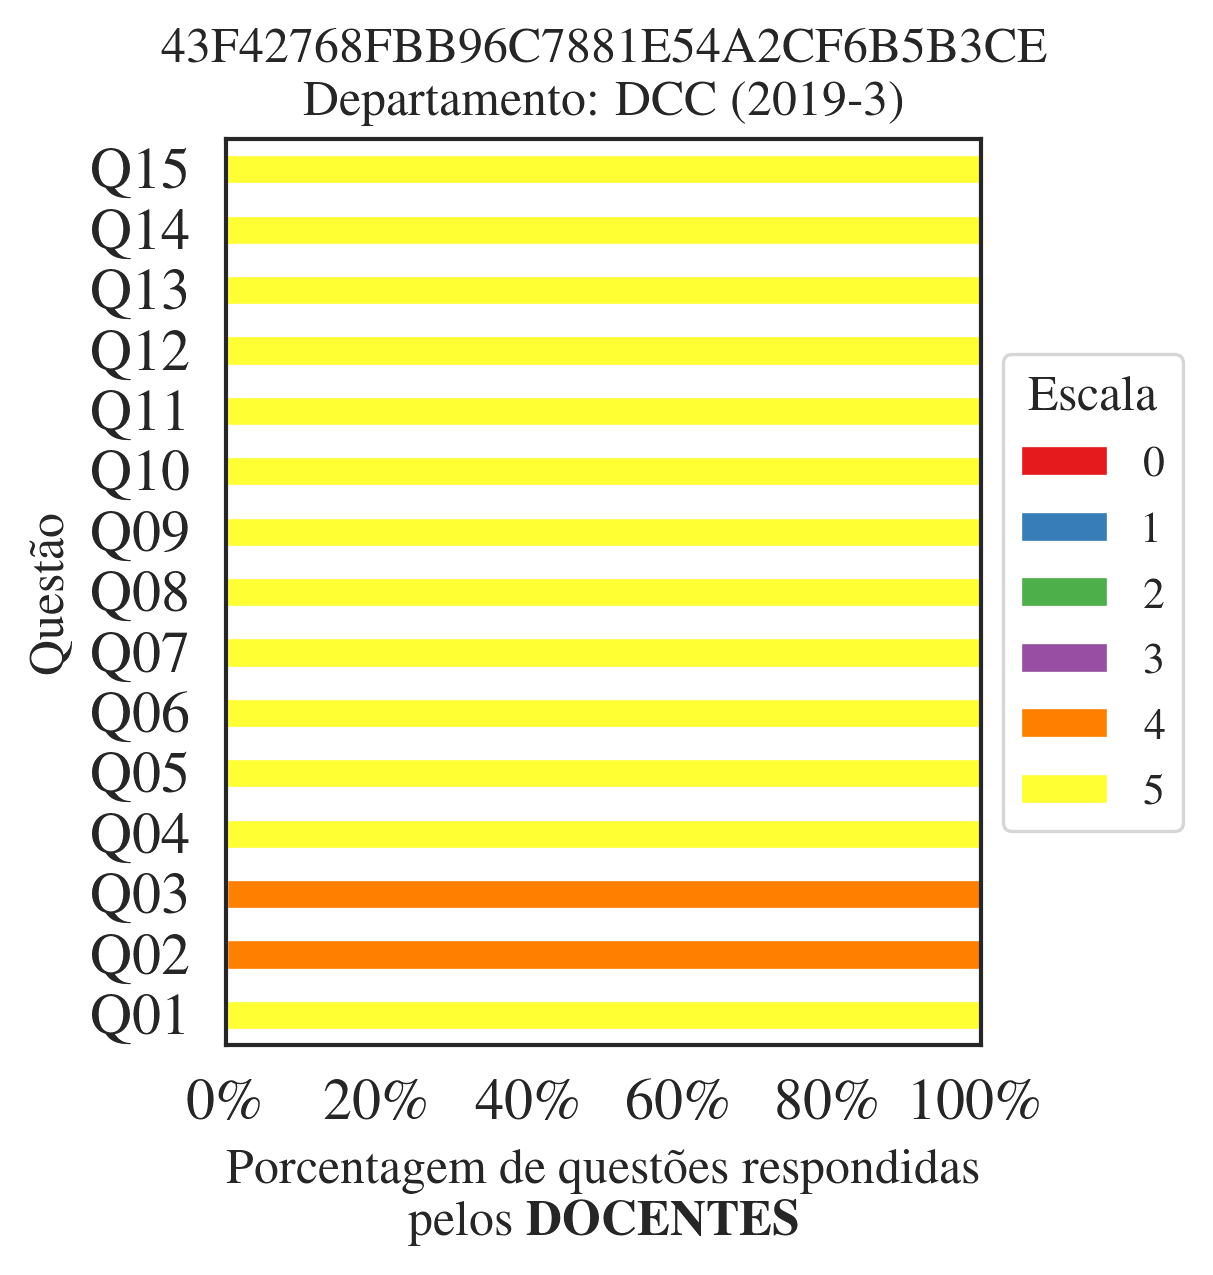 43F42768FBB96C7881E54A2CF6B5B3CE
Departamento: DCC (2019-3)
Questão
Q15
Q14
Q13
Q12
Q11
Q10
Q09
Q08
Q07
Q06
Q05
Q04
Q03
Q02
Q01
0% 20% 40% 60% 80% 100%
Porcentagem de questões respondidas
pelos DOCENTES
Escala
0
1
2
3
4
5